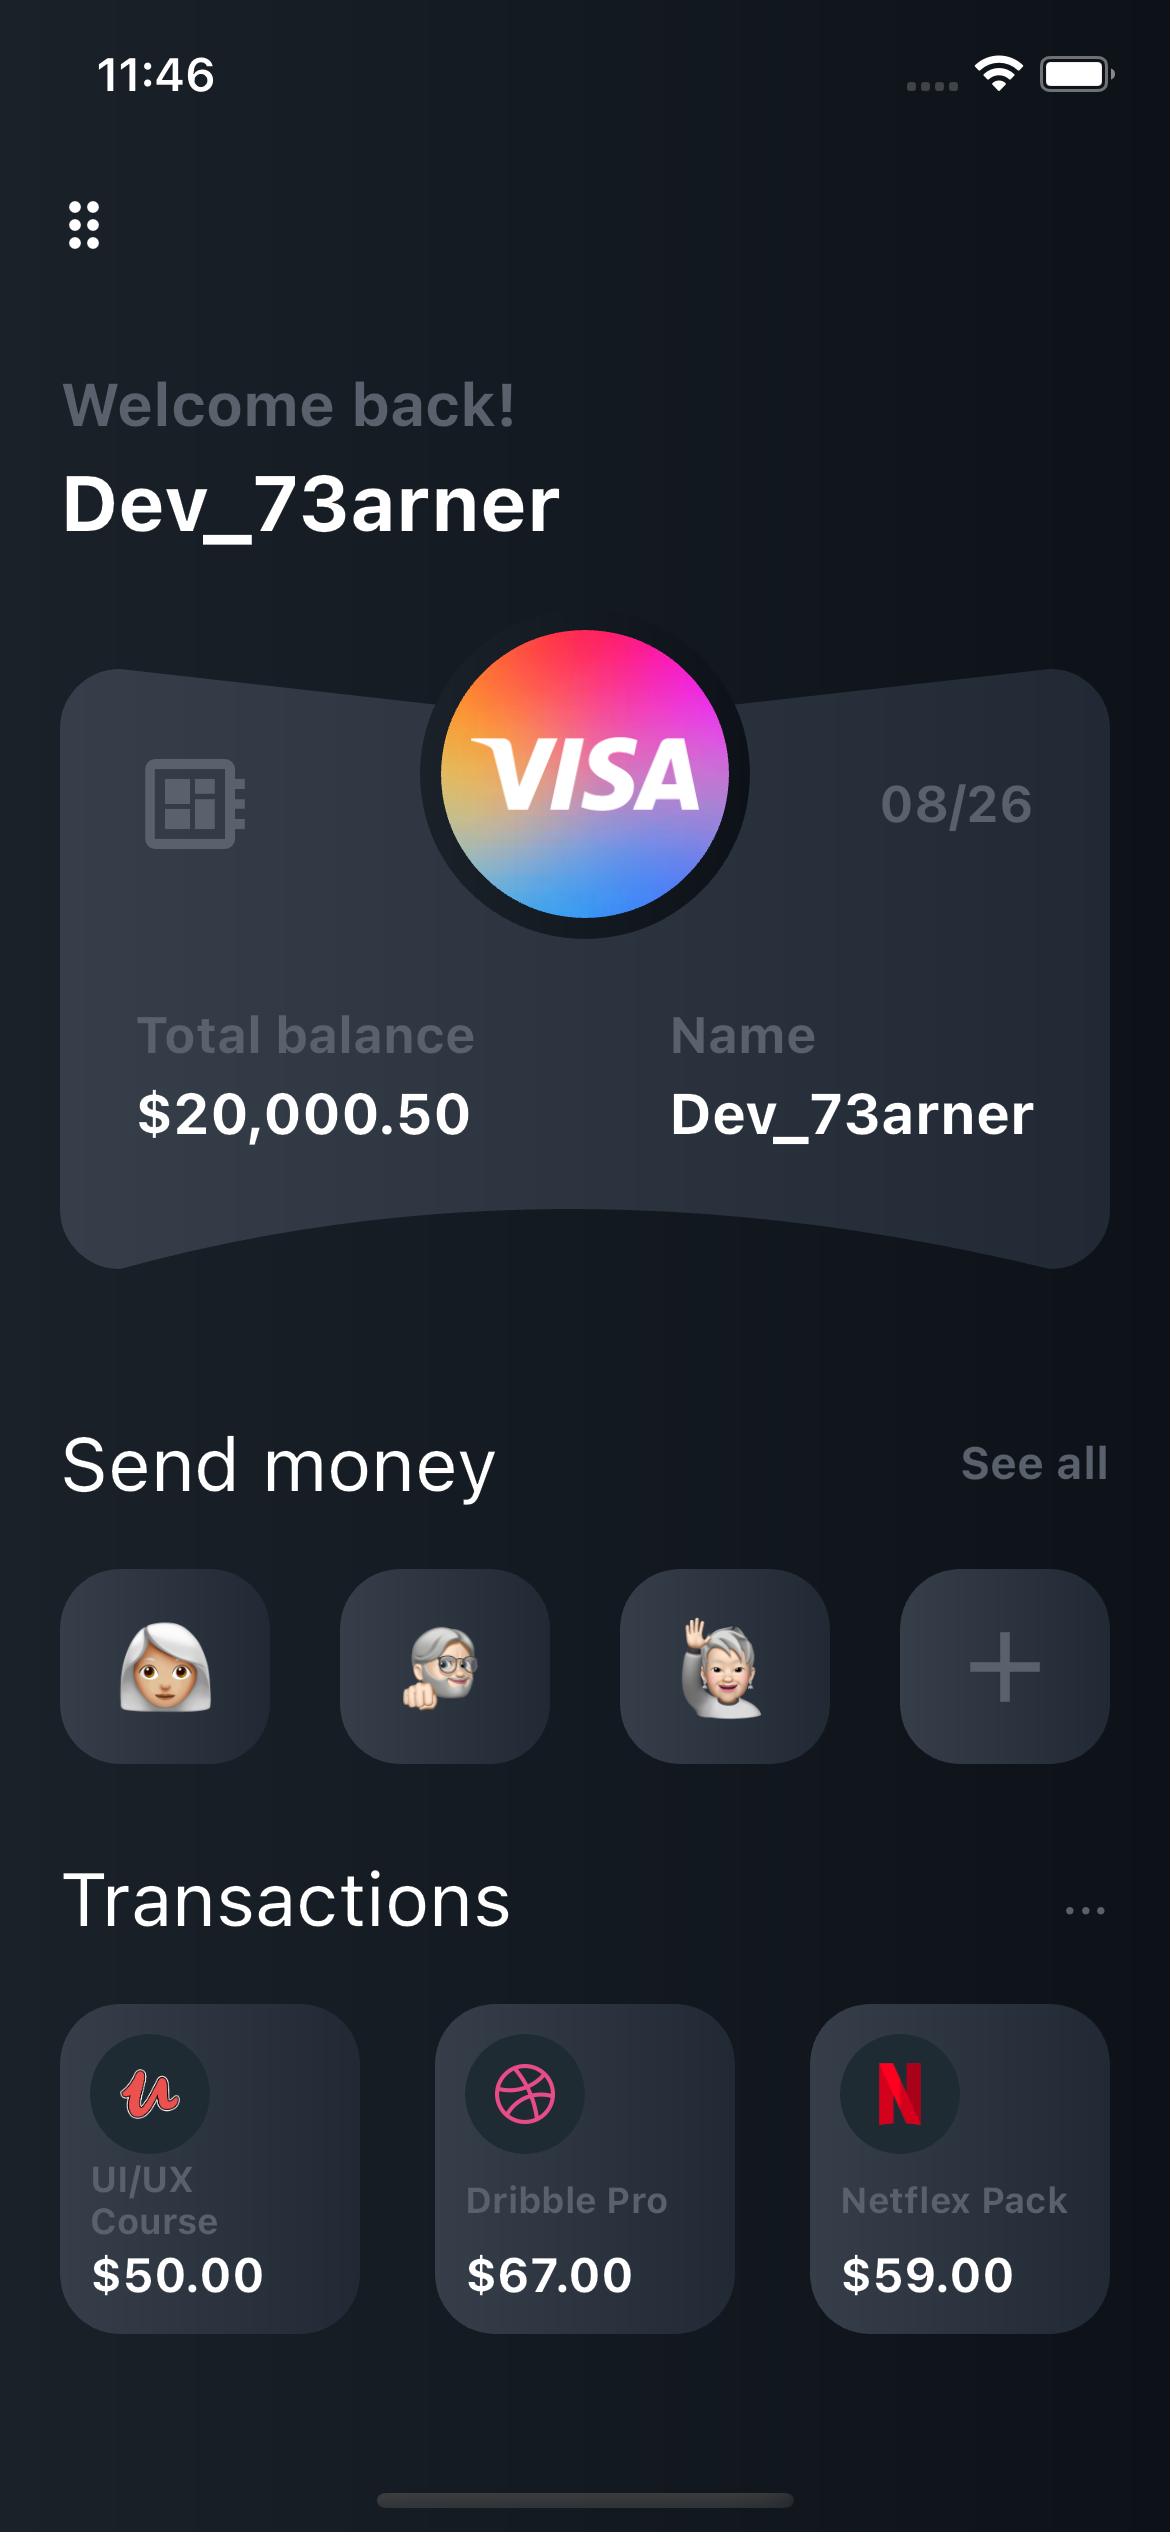 11:46
Welcome back!
Dev_73arner
VISA
08/26
Total balance
Name
$20,000.50
Dev_73arner
Send money
See all
Transactions
...
UI/UX
Course
$50.00
Dribble Pro
$67.00
N
Netflex Pack
$59.00